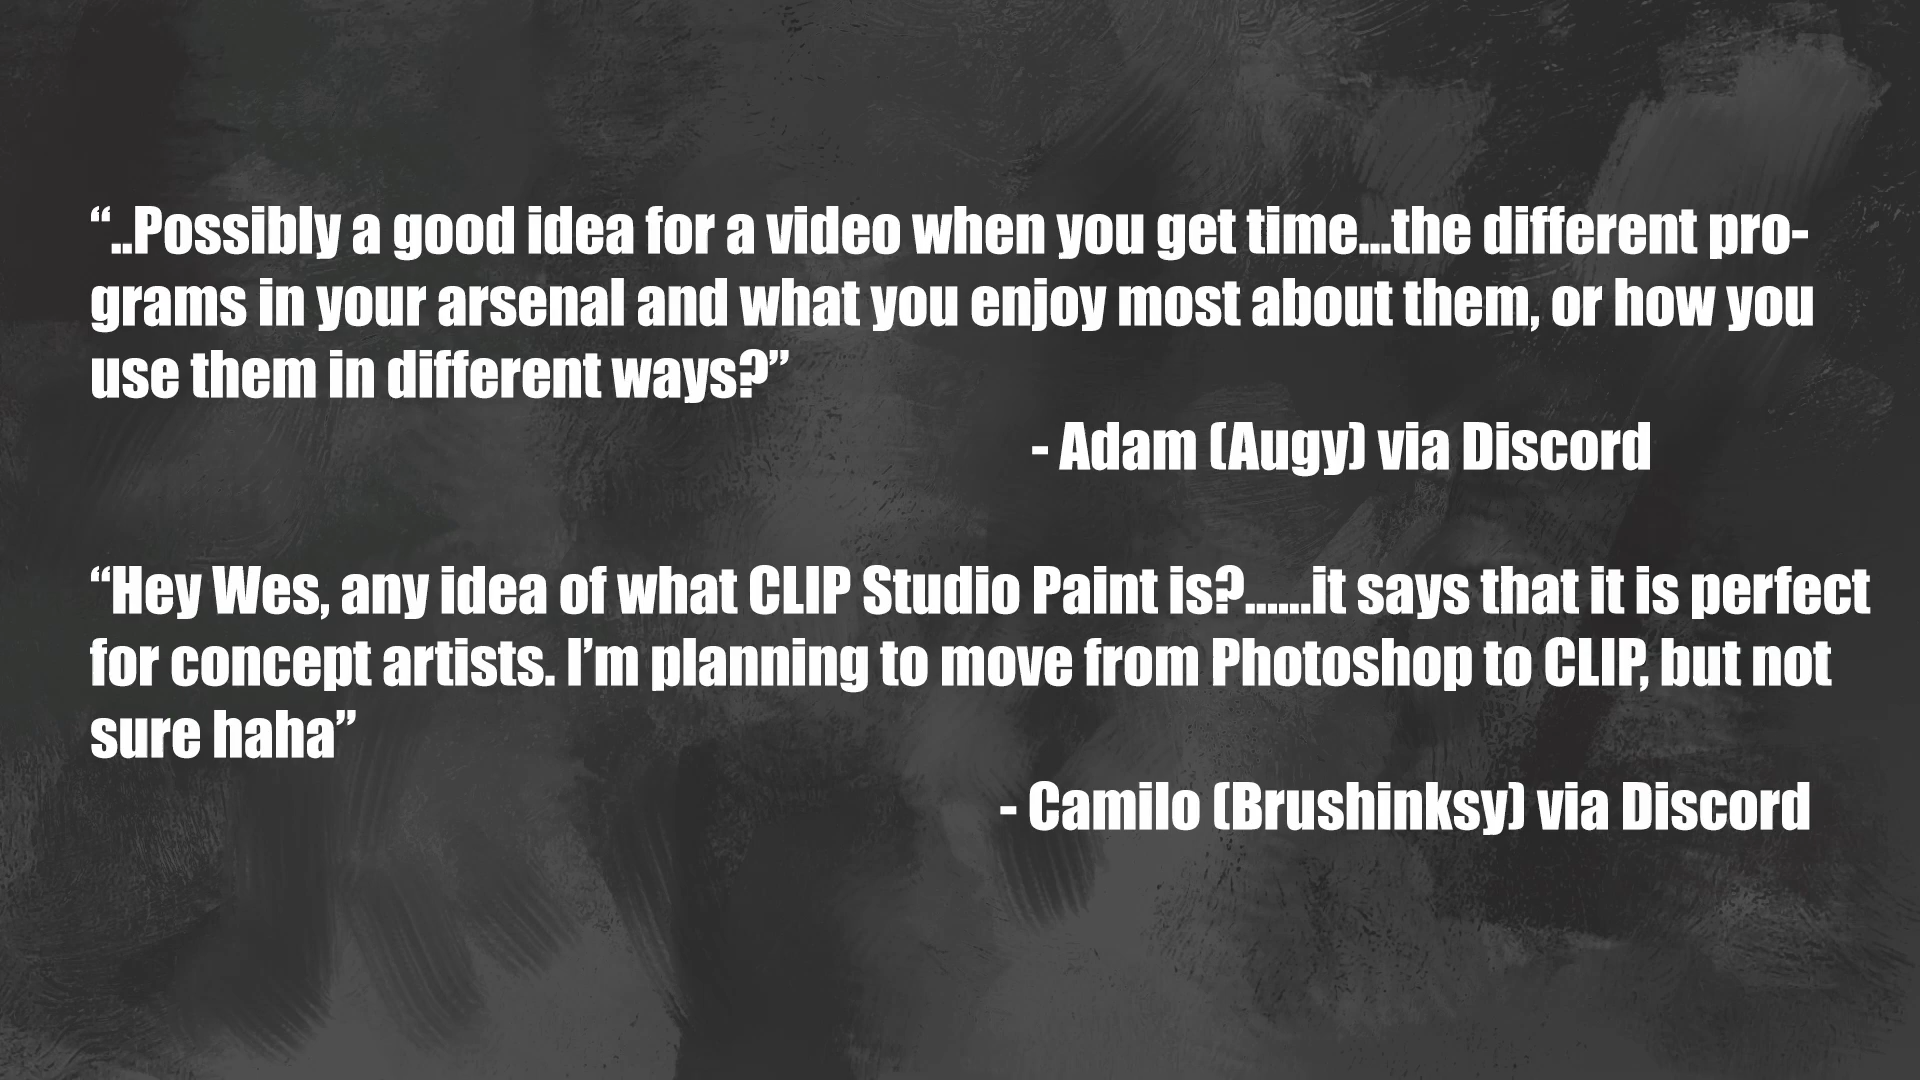 “..Possibly a good idea for a video when you get time...the different pro-
grams in your arsenal and what you enjoy most about them, or how you
use them in different ways?”
- Adam (Augy) via Discord
“Hey Wes, any idea of what CLIP Studio Paint is?......it says that it is perfect
for concept artists. I’m planning to move from Photoshop to CLIP, but not
sure haha”
- Camilo (Brushinksy) via Discord